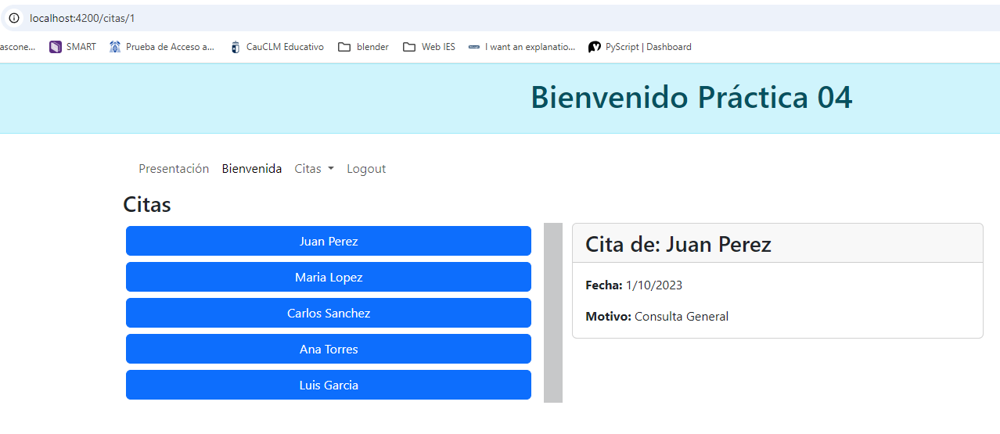 localhost:4200/citas/1
ascone... SMART Prueba de Acceso a... CauCLM Educativo blender Web IES I want an explanatio... PyScript | Dashboard
Bienvenido Práctica 04
Presentación Bienvenida Citas Logout
Citas
Juan Perez
Maria Lopez
Carlos Sanchez
Ana Torres
Luis Garcia
Cita de: Juan Perez
Fecha: 1/10/2023
Motivo: Consulta General